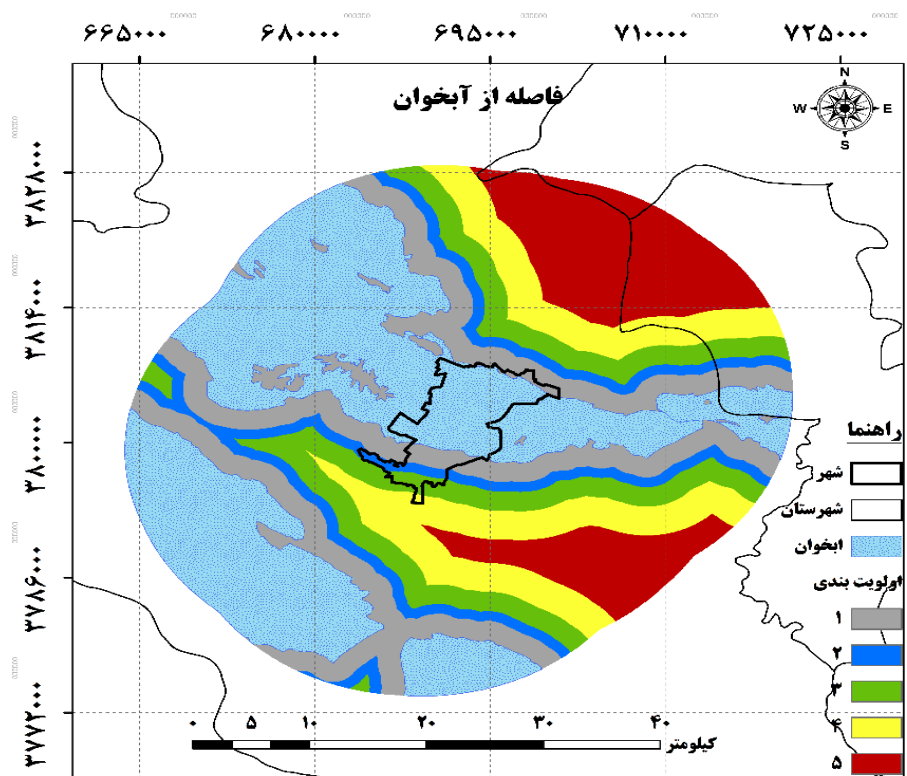 ۶۶۵۰۰۰ ۶۸۰۰۰۰ ۶۹۵۰۰۰ ۷۱۰۰۰۰ ۷۲۵۰۰۰
فاصله از آبخوان
N
W E
S
۳۸۲۸۰۰۰
۳۸۱۴۰۰۰
۳۸۰۰۰۰۰
۳۷۸۶۰۰۰
۳۷۷۲۰۰۰
راهنما
شهر
شهرستان
ابخوان
اولویت بندی
۱
۲
۳
۴
۵
۰ ۵ ۱۰ ۲۰ ۳۰ ۴۰
کیلومتر